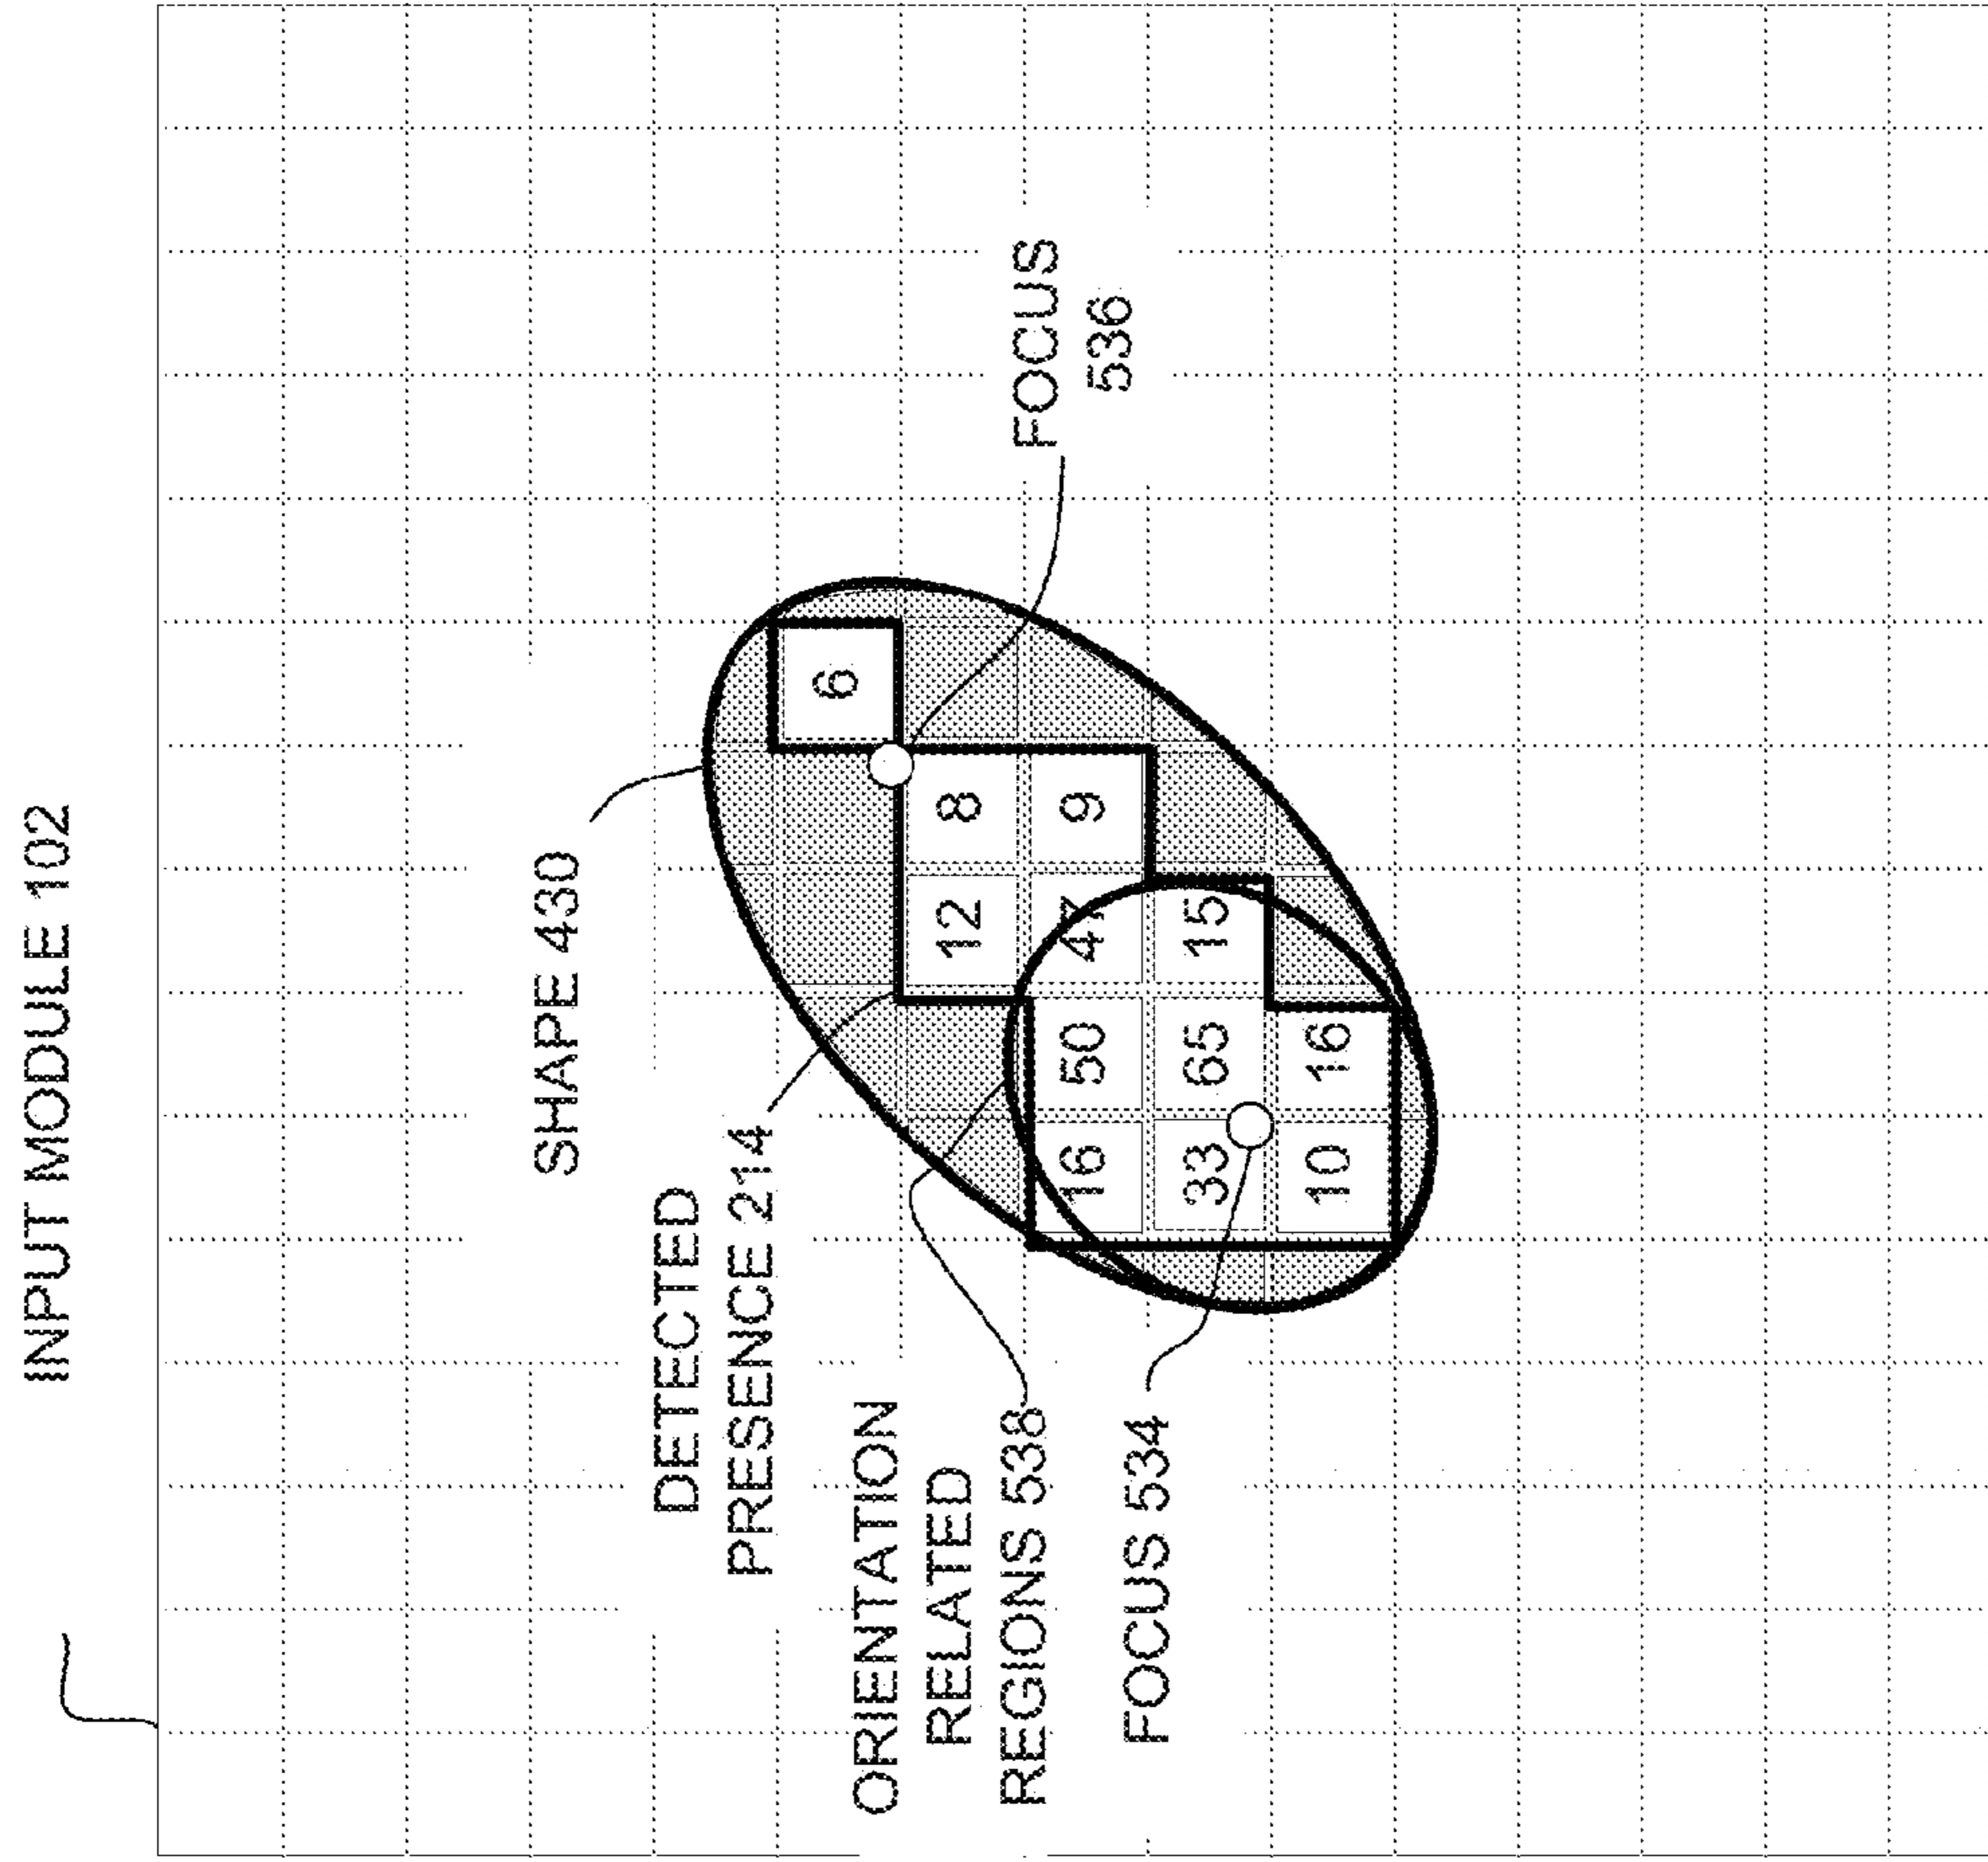 INPUT MODULE 102
SHAPE 430
DETECTED
PRESENCE 214
ORIENTATION
RELATED
REGIONS 538
FOCUS 534
6
12 8
16 50 47 9
33 65 15
10 16
FOCUS
536